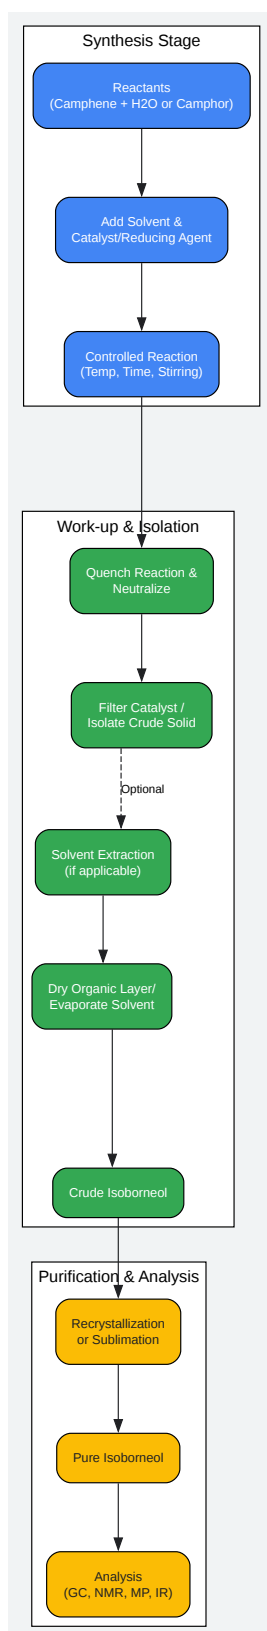 Synthesis Stage
Reactants
(Camphene + H2O or Camphor)
Add Solvent &
Catalyst/Reducing Agent
Controlled Reaction
(Temp, Time, Stirring)
Work-up & Isolation
Quench Reaction &
Neutralize
Filter Catalyst /
Isolate Crude Solid
Optional
Solvent Extraction
(if applicable)
Dry Organic Layer/
Evaporate Solvent
Crude Isoborneol
Purification & Analysis
Recrystallization
or Sublimation
Pure Isoborneol
Analysis
(GC, NMR, MP, IR)